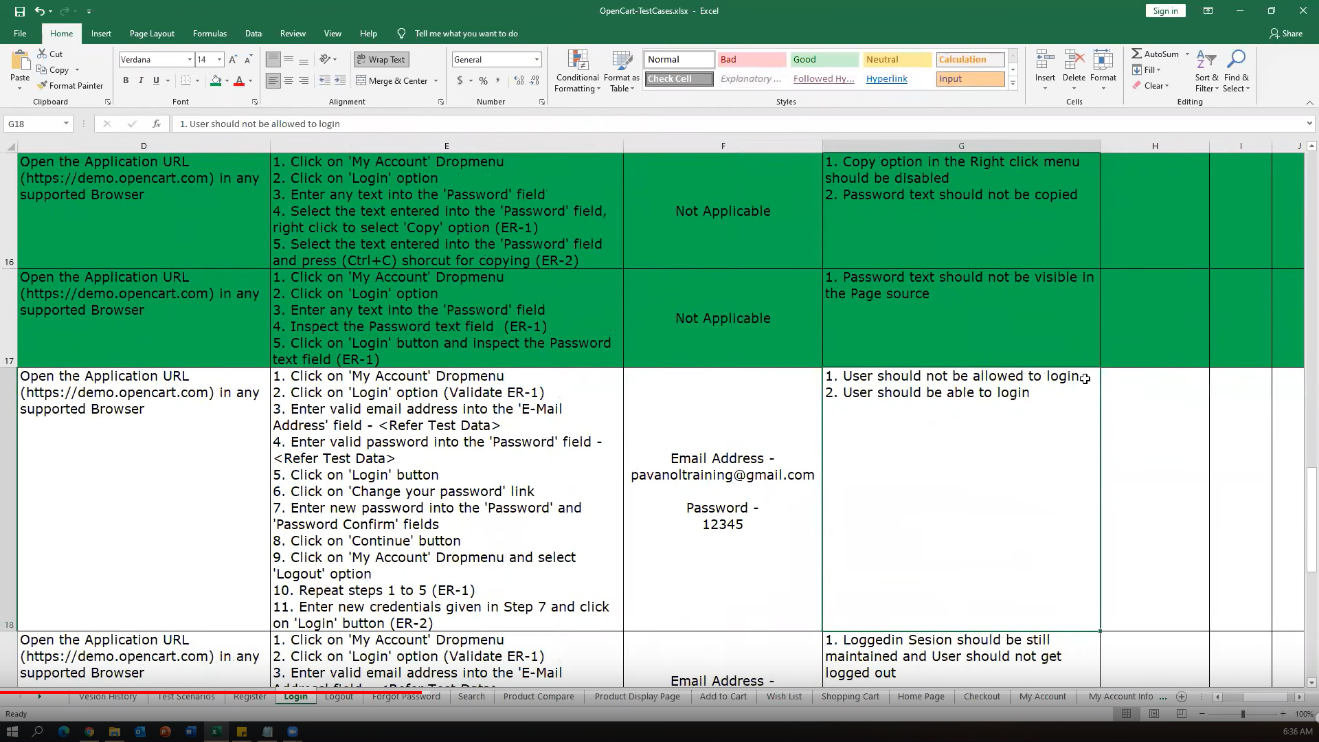 OpenCart-TestCases.xlsx - Excel
Sign in
File Home Insert Page Layout Formulas Data Review View Help Tell me what you want to do
Share
Paste
Cut
Copy
Format Painter
Clipboard
Verdana 14
B I U
Font
Wrap Text
Merge & Center
Alignment
General
$ % ,
Number
Conditional Formatting
Format as Table
Normal Bad Good Neutral Calculation
Check Cell Explanatory ... Followed Hy... Hyperlink Input
Styles
Insert Delete Format
Cells
AutoSum
Fill
Clear
Sort & Filter
Find & Select
Editing
G18
fx
1. User should not be allowed to login
D E F G H I J
16
Open the Application URL
(https://demo.opencart.com) in any
supported Browser
1. Click on 'My Account' Dropmenu
2. Click on 'Login' option
3. Enter any text into the 'Password' field
4. Select the text entered into the 'Password' field,
right click to select 'Copy' option (ER-1)
5. Select the text entered into the 'Password' field
and press (Ctrl+C) shorcut for copying (ER-2)
Not Applicable
1. Copy option in the Right click menu
should be disabled
2. Password text should not be copied
17
Open the Application URL
(https://demo.opencart.com) in any
supported Browser
1. Click on 'My Account' Dropmenu
2. Click on 'Login' option
3. Enter any text into the 'Password' field
4. Inspect the Password text field (ER-1)
5. Click on 'Login' button and inspect the Password
text field (ER-1)
Not Applicable
1. Password text should not be visible in
the Page source
18
Open the Application URL
(https://demo.opencart.com) in any
supported Browser
1. Click on 'My Account' Dropmenu
2. Click on 'Login' option (Validate ER-1)
3. Enter valid email address into the 'E-Mail
Address' field - <Refer Test Data>
4. Enter valid password into the 'Password' field -
<Refer Test Data>
5. Click on 'Login' button
6. Click on 'Change your password' link
7. Enter new password into the 'Password' and
'Password Confirm' fields
8. Click on 'Continue' button
9. Click on 'My Account' Dropmenu and select
'Logout' option
10. Repeat steps 1 to 5 (ER-1)
11. Enter new credentials given in Step 7 and click
on 'Login' button (ER-2)
Email Address -
pavanoltraining@gmail.com
Password -
12345
1. User should not be allowed to login
2. User should be able to login
Open the Application URL
(https://demo.opencart.com) in any
supported Browser
1. Click on 'My Account' Dropmenu
2. Click on 'Login' option (Validate ER-1)
3. Enter valid email address into the 'E-Mail
Email Address -
1. Loggedin Sesion should be still
maintained and User should not get
logged out
Vesion History Test Scenarios Register Login Logout Forgot Password Search Product Compare Product Display Page Add to Cart Wish List Shopping Cart Home Page Checkout My Account My Account Info ...
Ready
100%
6:36 AM